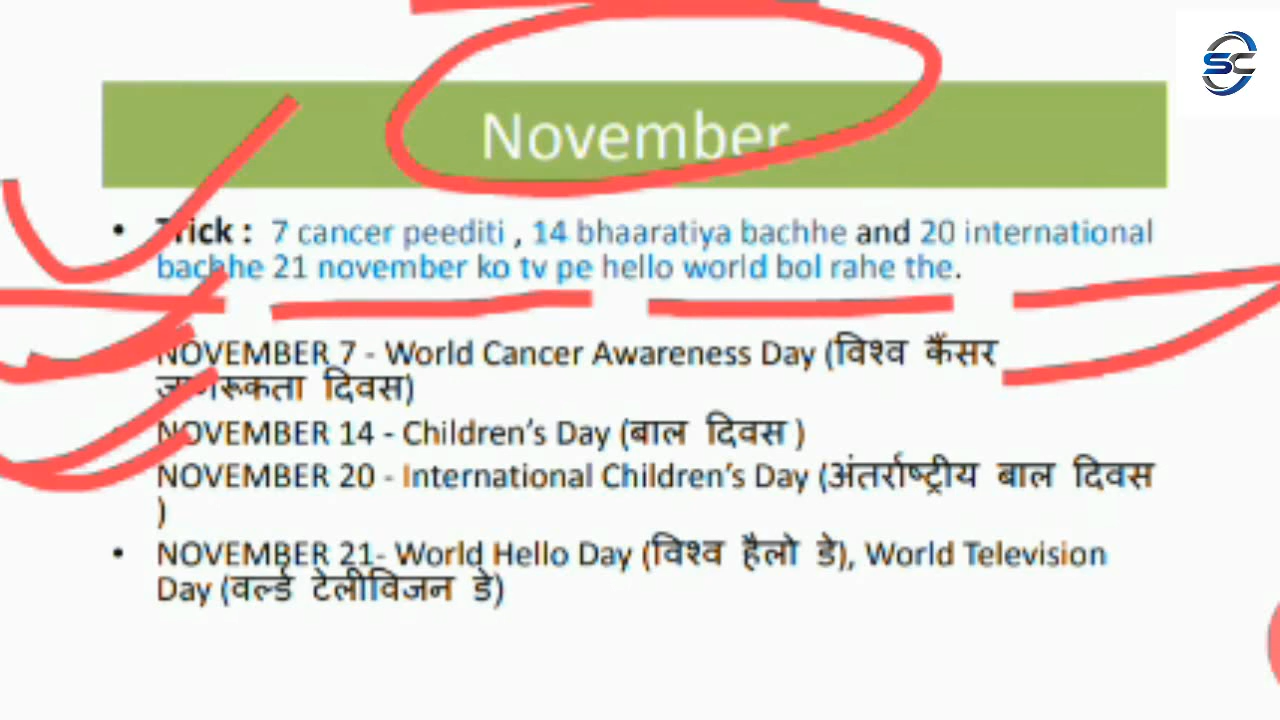 SC
November
• Trick : 7 cancer peediti , 14 bhaaratiya bachhe and 20 international
bachhe 21 november ko tv pe hello world bol rahe the.
NOVEMBER 7 - World Cancer Awareness Day (विश्व कैंसर
जागरूकता दिवस)
NOVEMBER 14 - Children's Day (बाल दिवस )
NOVEMBER 20 - International Children's Day (अंतर्राष्ट्रीय बाल दिवस
)
• NOVEMBER 21- World Hello Day (विश्व हैलो डे), World Television
Day (वर्ल्ड टेलीविजन डे)